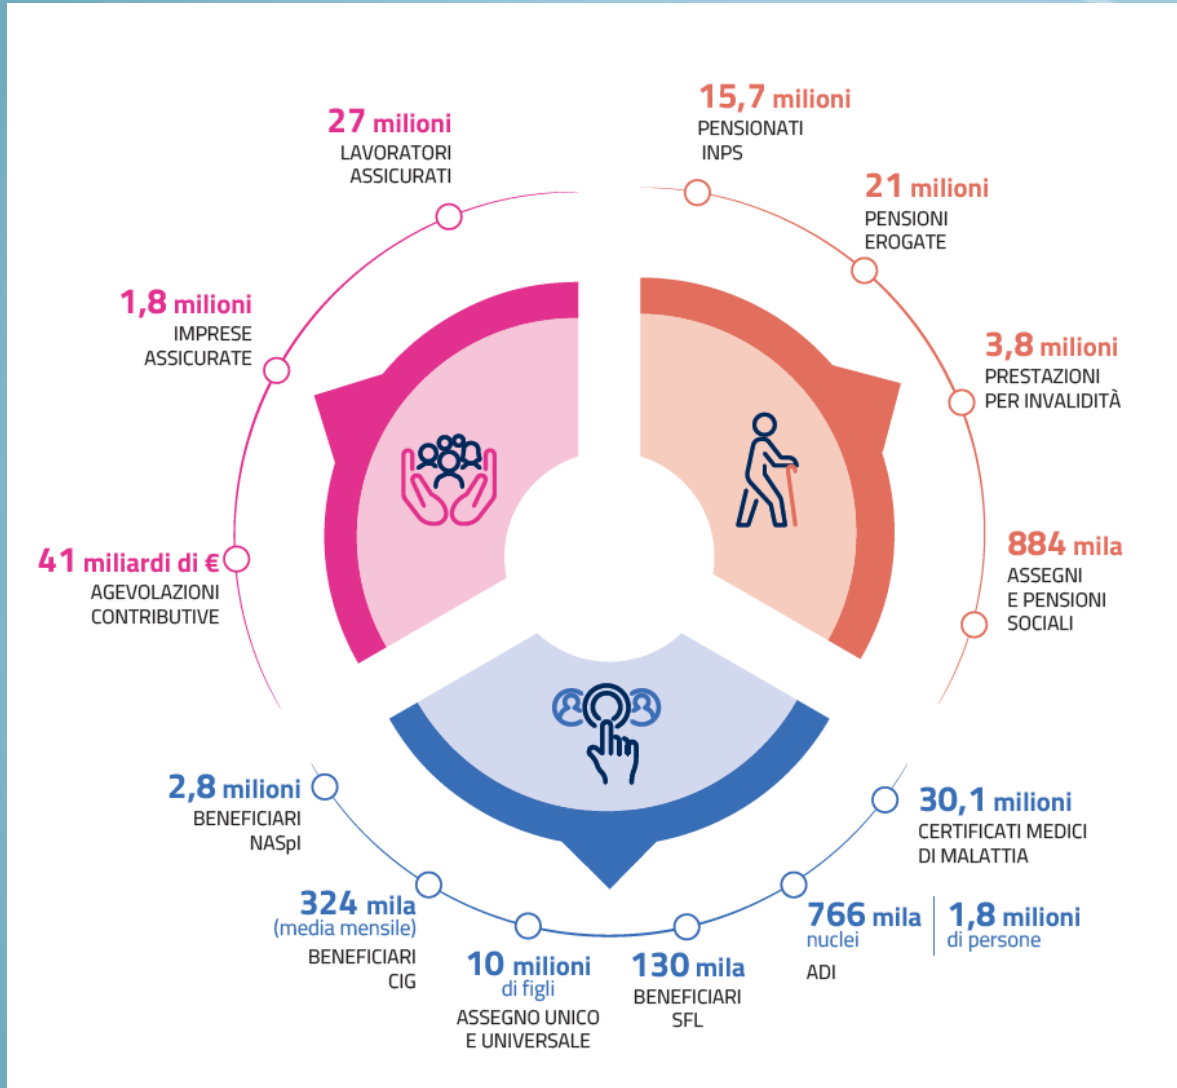 27 milioni
LAVORATORI
ASSICURATI
1,8 milioni
IMPRESE
ASSICURATE
41 miliardi di €
AGEVOLAZIONI
CONTRIBUTIVE
15,7 milioni
PENSIONATI
INPS
21 milioni
PENSIONI
EROGATE
3,8 milioni
PRESTAZIONI
PER INVALIDITÀ
884 mila
ASSEGNI
E PENSIONI
SOCIALI
2,8 milioni
BENEFICIARI
NASpI
324 mila
(media mensile)
BENEFICIARI
CIG
10 milioni
di figli
ASSEGNO UNICO
E UNIVERSALE
130 mila
BENEFICIARI
SFL
766 mila
nuclei
1,8 milioni
di persone
ADI
30,1 milioni
CERTIFICATI MEDICI
DI MALATTIA